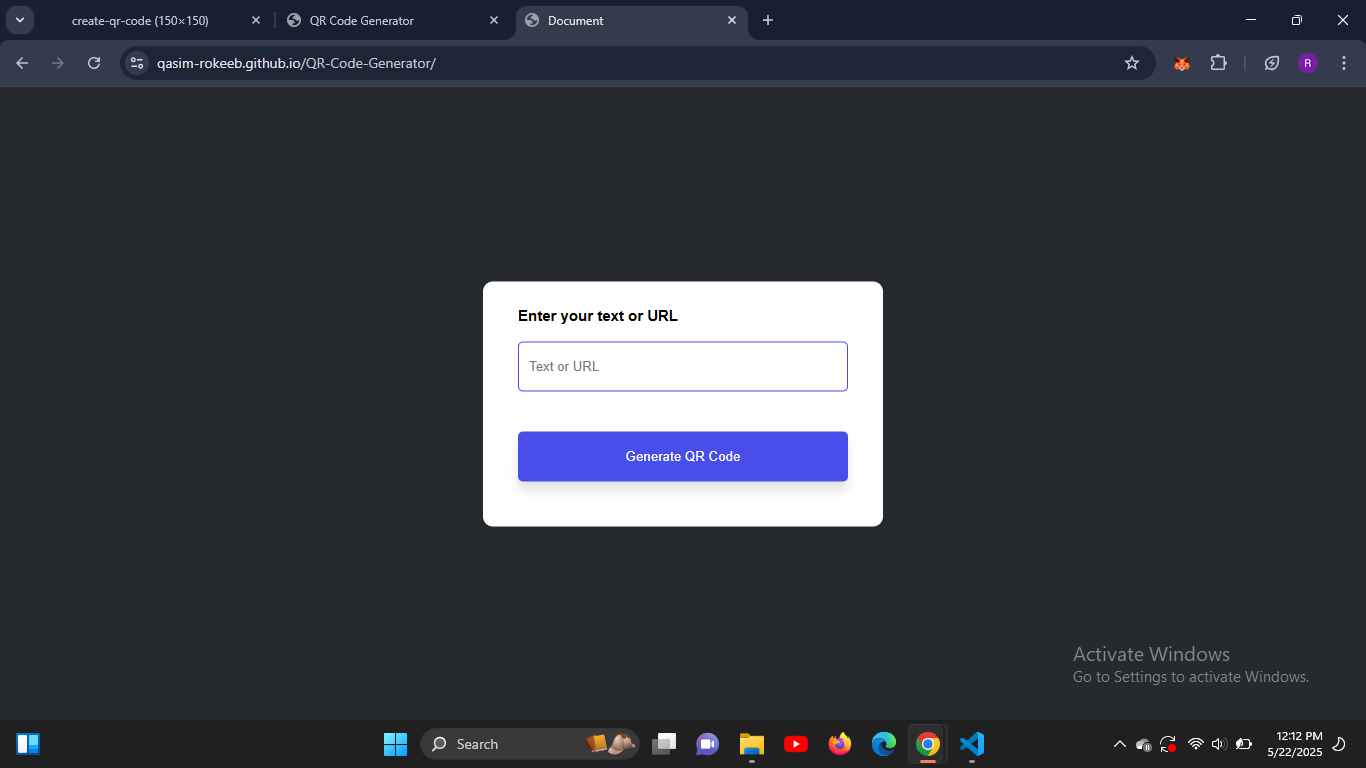 create-qr-code (150×150)
QR Code Generator
Document
qasim-rokeeb.github.io/QR-Code-Generator/
R
Enter your text or URL
Text or URL
Generate QR Code
Activate Windows
Go to Settings to activate Windows.
Search
12:12 PM
5/22/2025